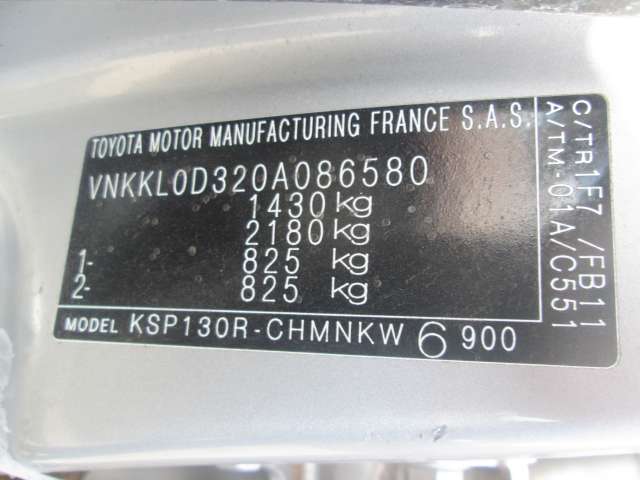 TOYOTA MOTOR MANUFACTURING FRANCE S.A.S.
VNKKL0D320A086580
1430 kg
2180 kg
1- 825 kg
2- 825 kg
MODEL KSP130R-CHMNKW 6 900
C/TR1F7 /FB11
A/TM-01A/C551